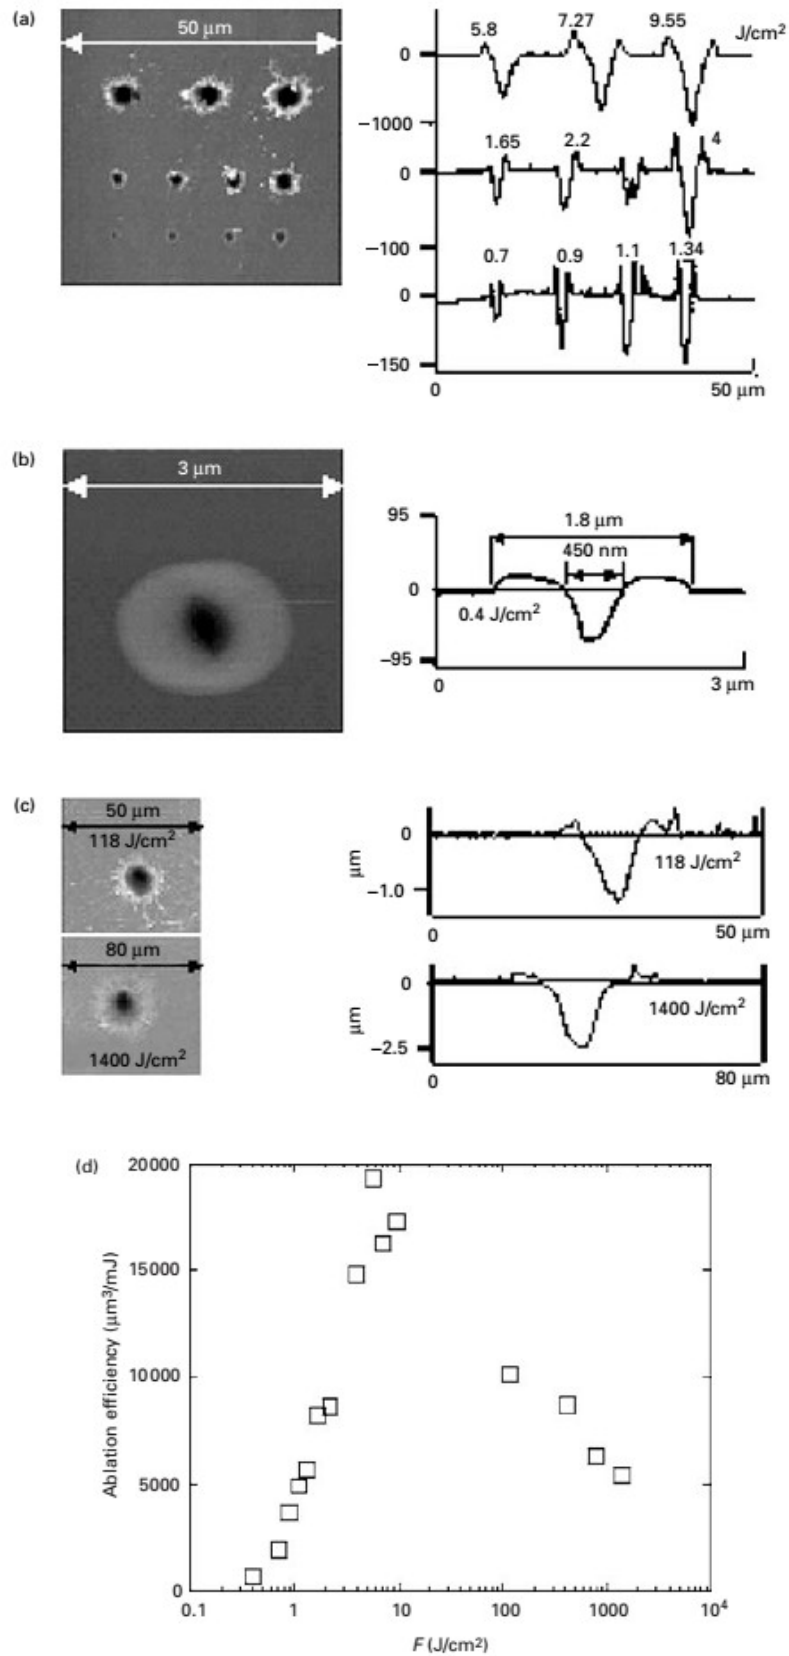 (a)
50 μm
5.8 7.27 9.55 J/cm²
0
−1000
1.65 2.2 4
0
−100
0.7 0.9 1.1 1.34
0
−150
0 50 μm
(b)
3 μm
95
1.8 μm
450 nm
0
0.4 J/cm²
−95
0 3 μm
(c)
50 μm
118 J/cm²
80 μm
1400 J/cm²
0
μm
118 J/cm²
−1.0
0 50 μm
0
μm
1400 J/cm²
−2.5
0 80 μm
(d)
20000
15000
10000
5000
0
Ablation efficiency (μm³/mJ)
0.1 1 10 100 1000 10⁴
F (J/cm²)